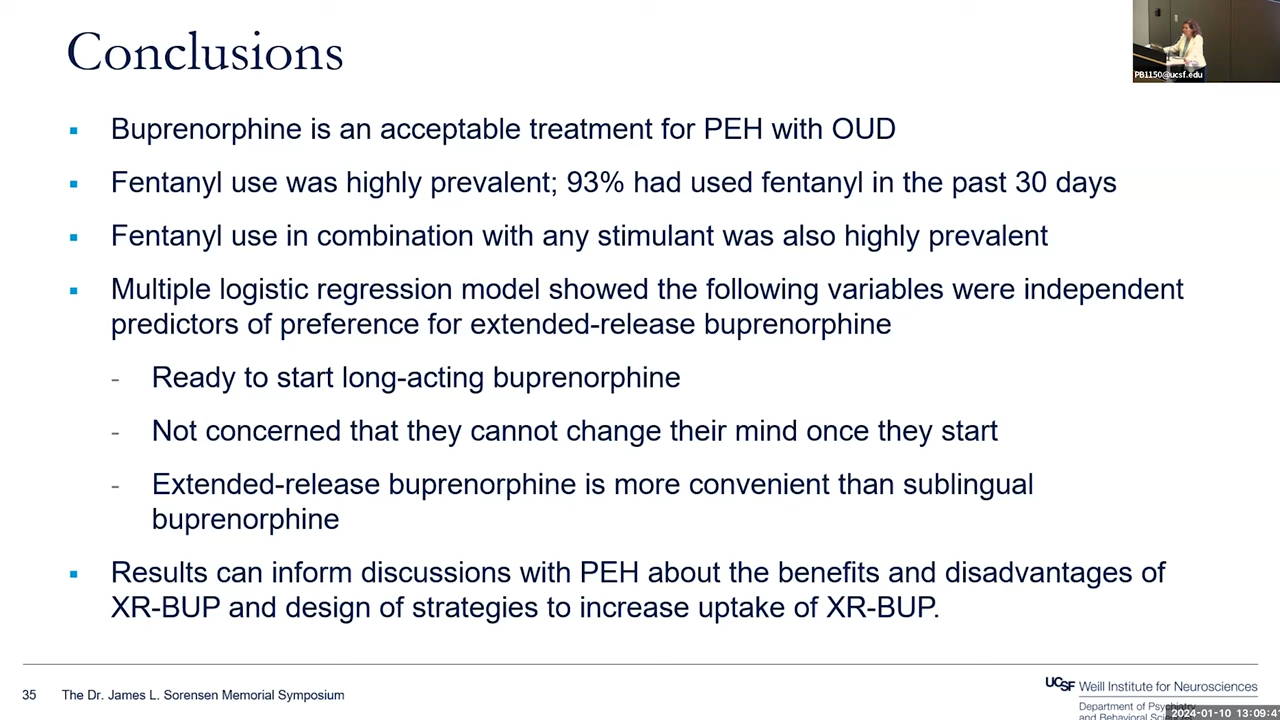 Conclusions
PB1150@ucsf.edu
Buprenorphine is an acceptable treatment for PEH with OUD
Fentanyl use was highly prevalent; 93% had used fentanyl in the past 30 days
Fentanyl use in combination with any stimulant was also highly prevalent
Multiple logistic regression model showed the following variables were independent
predictors of preference for extended-release buprenorphine
- Ready to start long-acting buprenorphine
- Not concerned that they cannot change their mind once they start
- Extended-release buprenorphine is more convenient than sublingual
buprenorphine
Results can inform discussions with PEH about the benefits and disadvantages of
XR-BUP and design of strategies to increase uptake of XR-BUP.
35 The Dr. James L. Sorensen Memorial Symposium
UCSF Weill Institute for Neurosciences
Department of Psychiatry
and Behavioral
2024-01-10 13:09:41